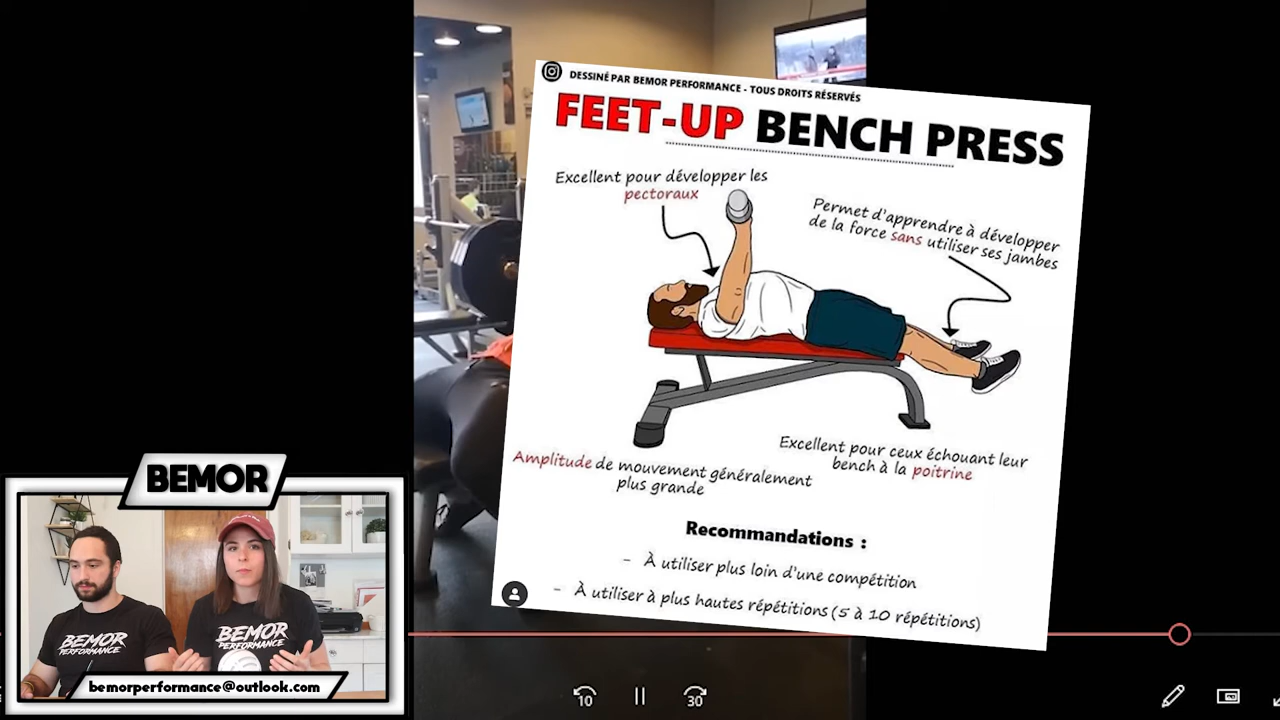 DESSINÉ PAR BEMOR PERFORMANCE - TOUS DROITS RÉSERVÉS
FEET-UP BENCH PRESS
Excellent pour développer les
pectoraux
Permet d'apprendre à développer
de la force sans utiliser ses jambes
Amplitude de mouvement généralement
plus grande
Excellent pour ceux échouant leur
bench à la poitrine
Recommandations :
- À utiliser plus loin d'une compétition
- À utiliser à plus hautes répétitions (5 à 10 répétitions)
BEMOR
BEMOR
PERFORMANCE
BEMOR
PERFORMANCE
bemorperformance@outlook.com
10
30